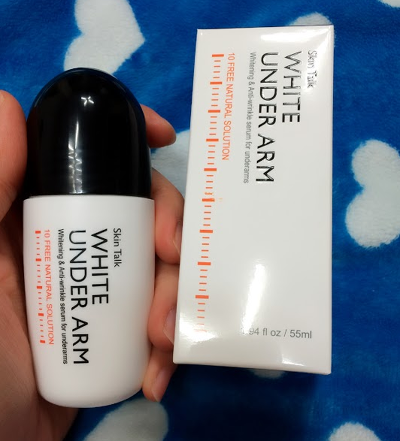 Skin Talk
WHITE
UNDER ARM
Whitening & Anti-wrinkle serum for underarms
10 FREE NATURAL SOLUTION
Skin Talk
WHITE
UNDER ARM
Whitening & Anti-wrinkle serum for underarms
10 FREE NATURAL SOLUTION
fl oz / 55ml